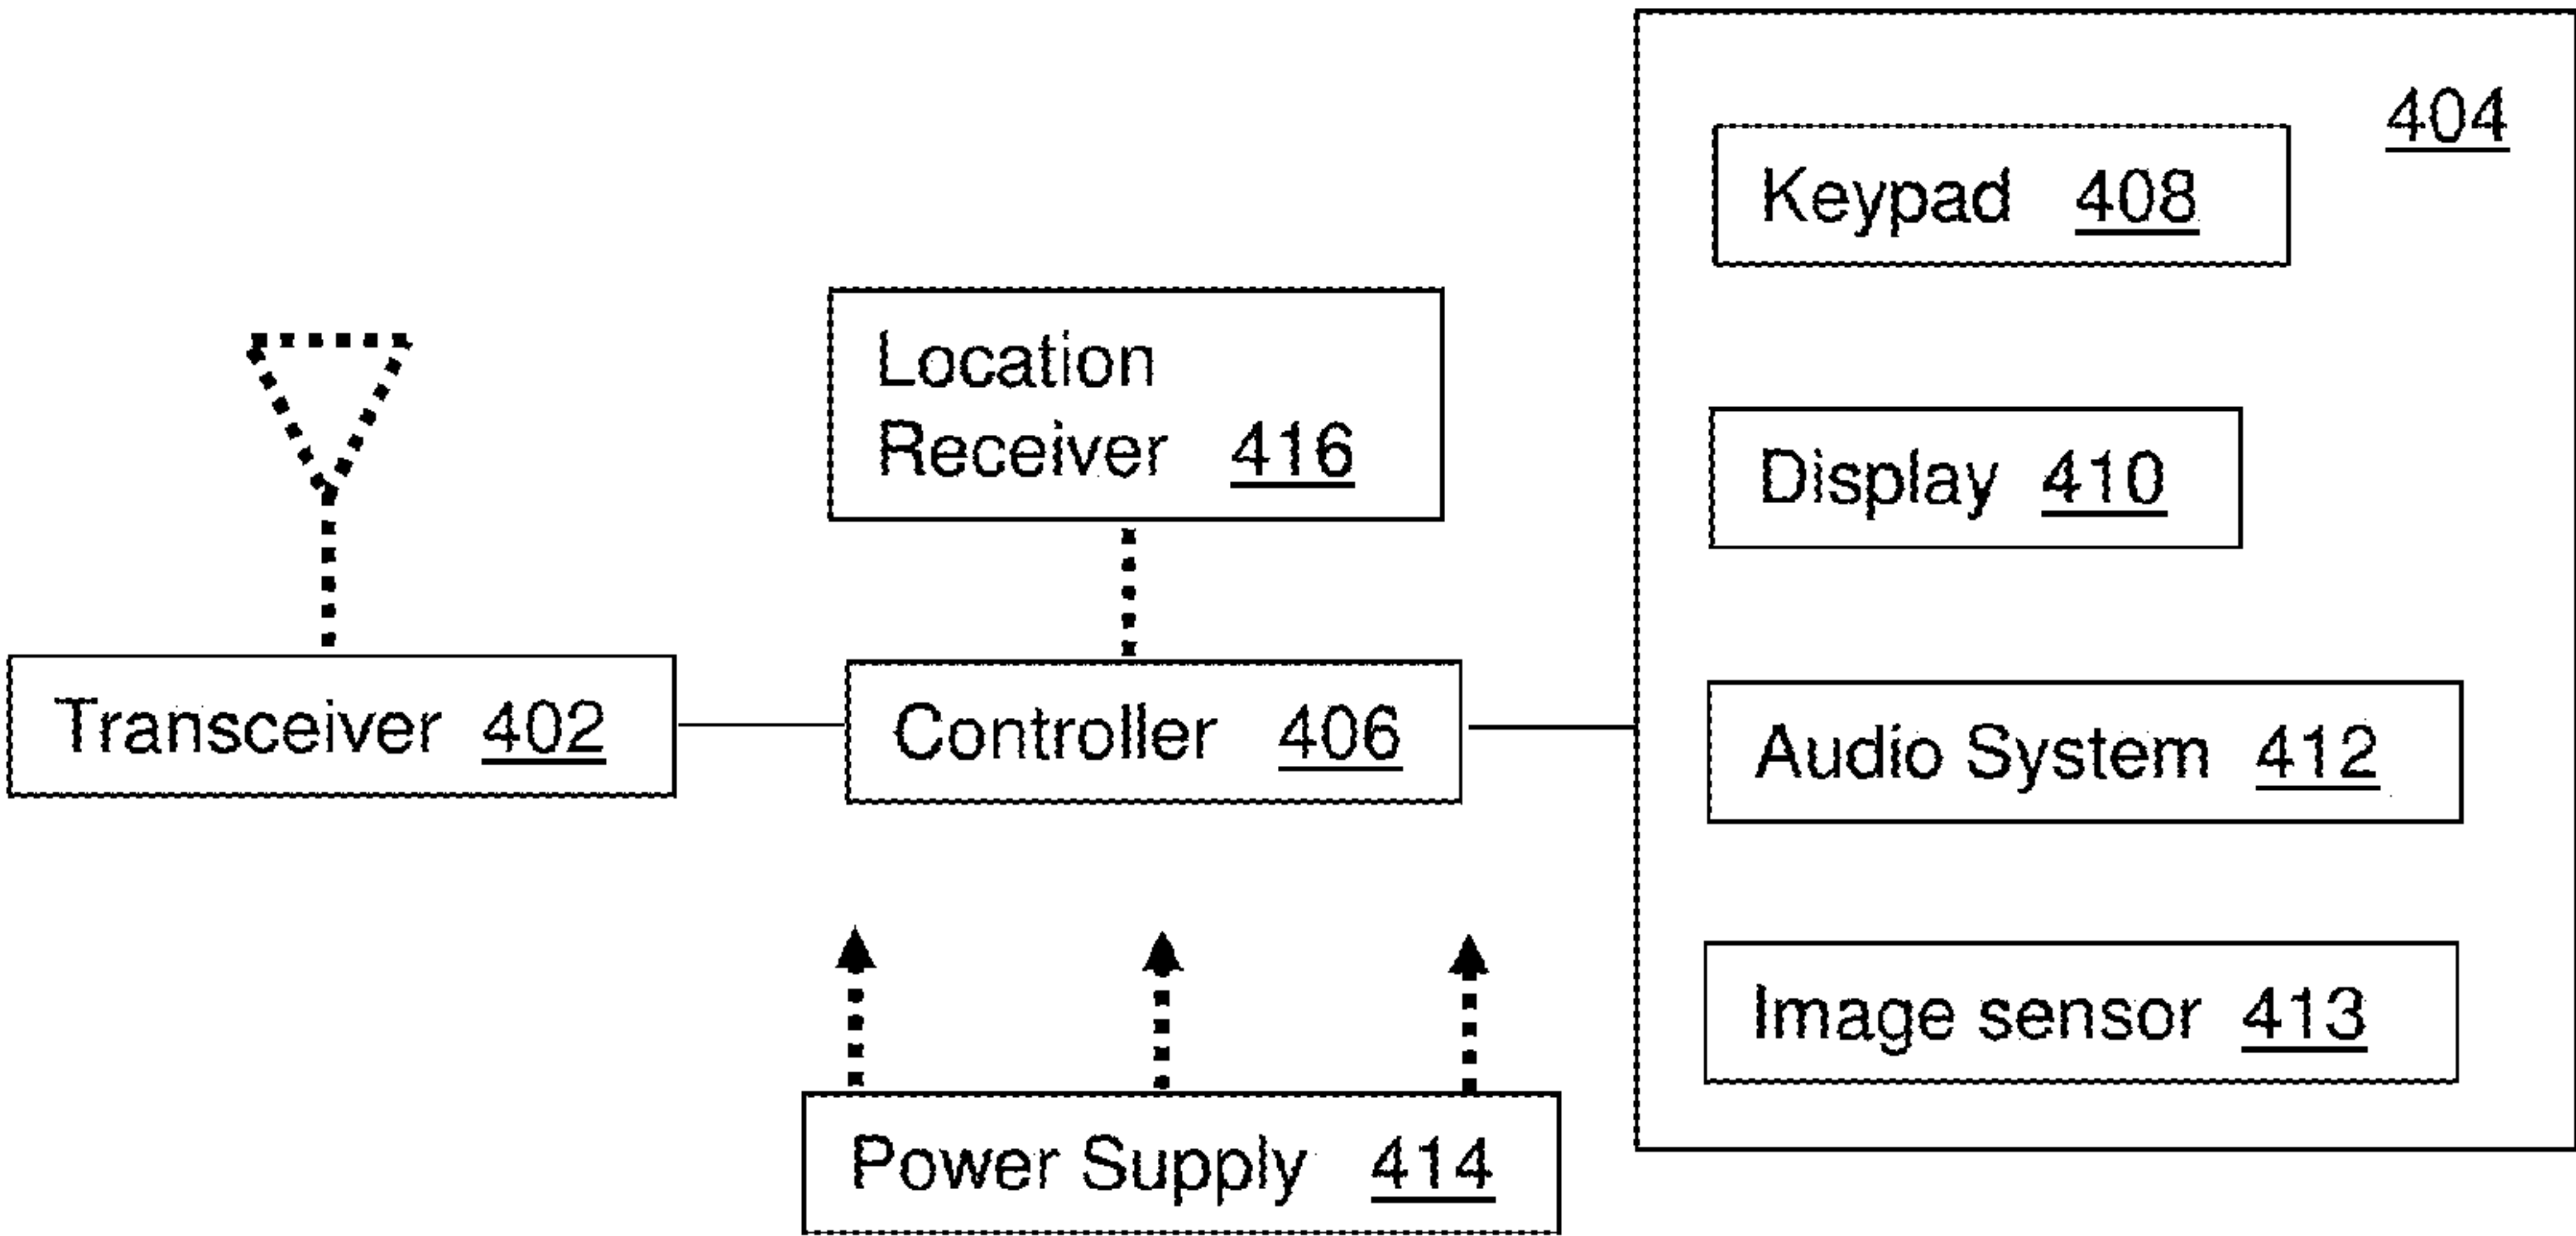 404
Keypad 408
Location
Receiver 416
Display 410
Transceiver 402
Controller 406
Audio System 412
Image sensor 413
Power Supply 414